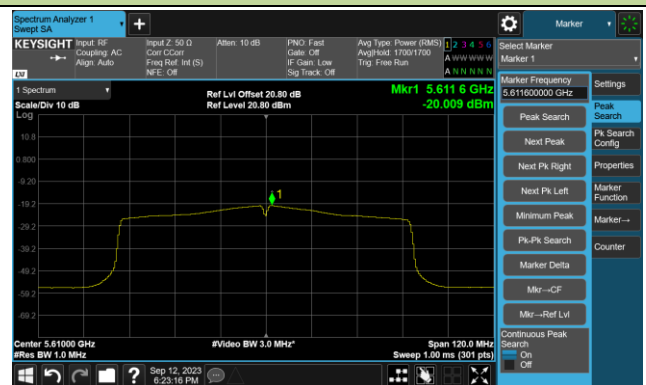 Spectrum Analyzer 1
Swept SA
+
Marker
KEYSIGHT
Input: RF
Coupling: AC
Align: Auto
Input Z: 50 Ω
Corr CCorr
Freq Ref: Int (S)
NFE: Off
Atten: 10 dB
PNO: Fast
Gate: Off
IF Gain: Low
Sig Track: Off
Avg Type: Power (RMS)
Avg|Hold: 1700/1700
Trig: Free Run
1 2 3 4 5 6
A W W W W W
A N N N N N
LXI
Select Marker
Marker 1
1 Spectrum
Scale/Div 10 dB
Log
Ref Lvl Offset 20.80 dB
Ref Level 20.80 dBm
Mkr1 5.611 6 GHz
-20.009 dBm
10.8
0.800
-9.20
-19.2
-29.2
-39.2
-49.2
-59.2
-69.2
1
Center 5.61000 GHz
#Res BW 1.0 MHz
#Video BW 3.0 MHz*
Span 120.0 MHz
Sweep 1.00 ms (301 pts)
Marker Frequency
5.611600000 GHz
Peak Search
Next Peak
Next Pk Right
Next Pk Left
Minimum Peak
Pk-Pk Search
Marker Delta
Mkr→CF
Mkr→Ref Lvl
Continuous Peak
Search
On
Off
Settings
Peak
Search
Pk Search
Config
Properties
Marker
Function
Marker→
Counter
?
Sep 12, 2023
6:23:16 PM